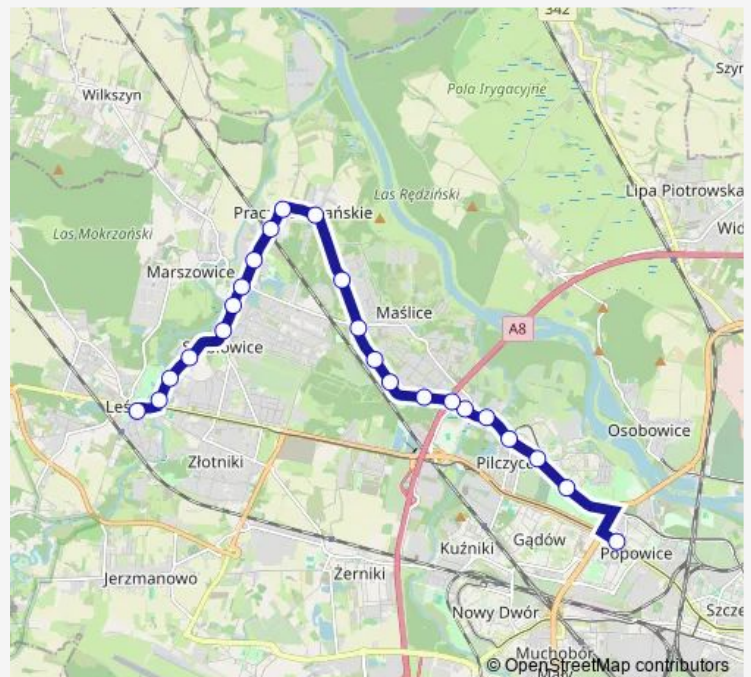 342
Szyr
Wilkszyn
Pola Irygacyjne
Las Rędziński
Lipa Piotrowska
Prac
ańskie
Wid
Las Mokrzański
Marszowice
Maślice
A8
owice
Leś
Osobowice
Złotniki
Pilczyce
Popowice
Gądów
Kuźniki
Żerniki
Jerzmanowo
Nowy Dwór
Szcze
Muchobór
Mały
© OpenStreetMap contributors